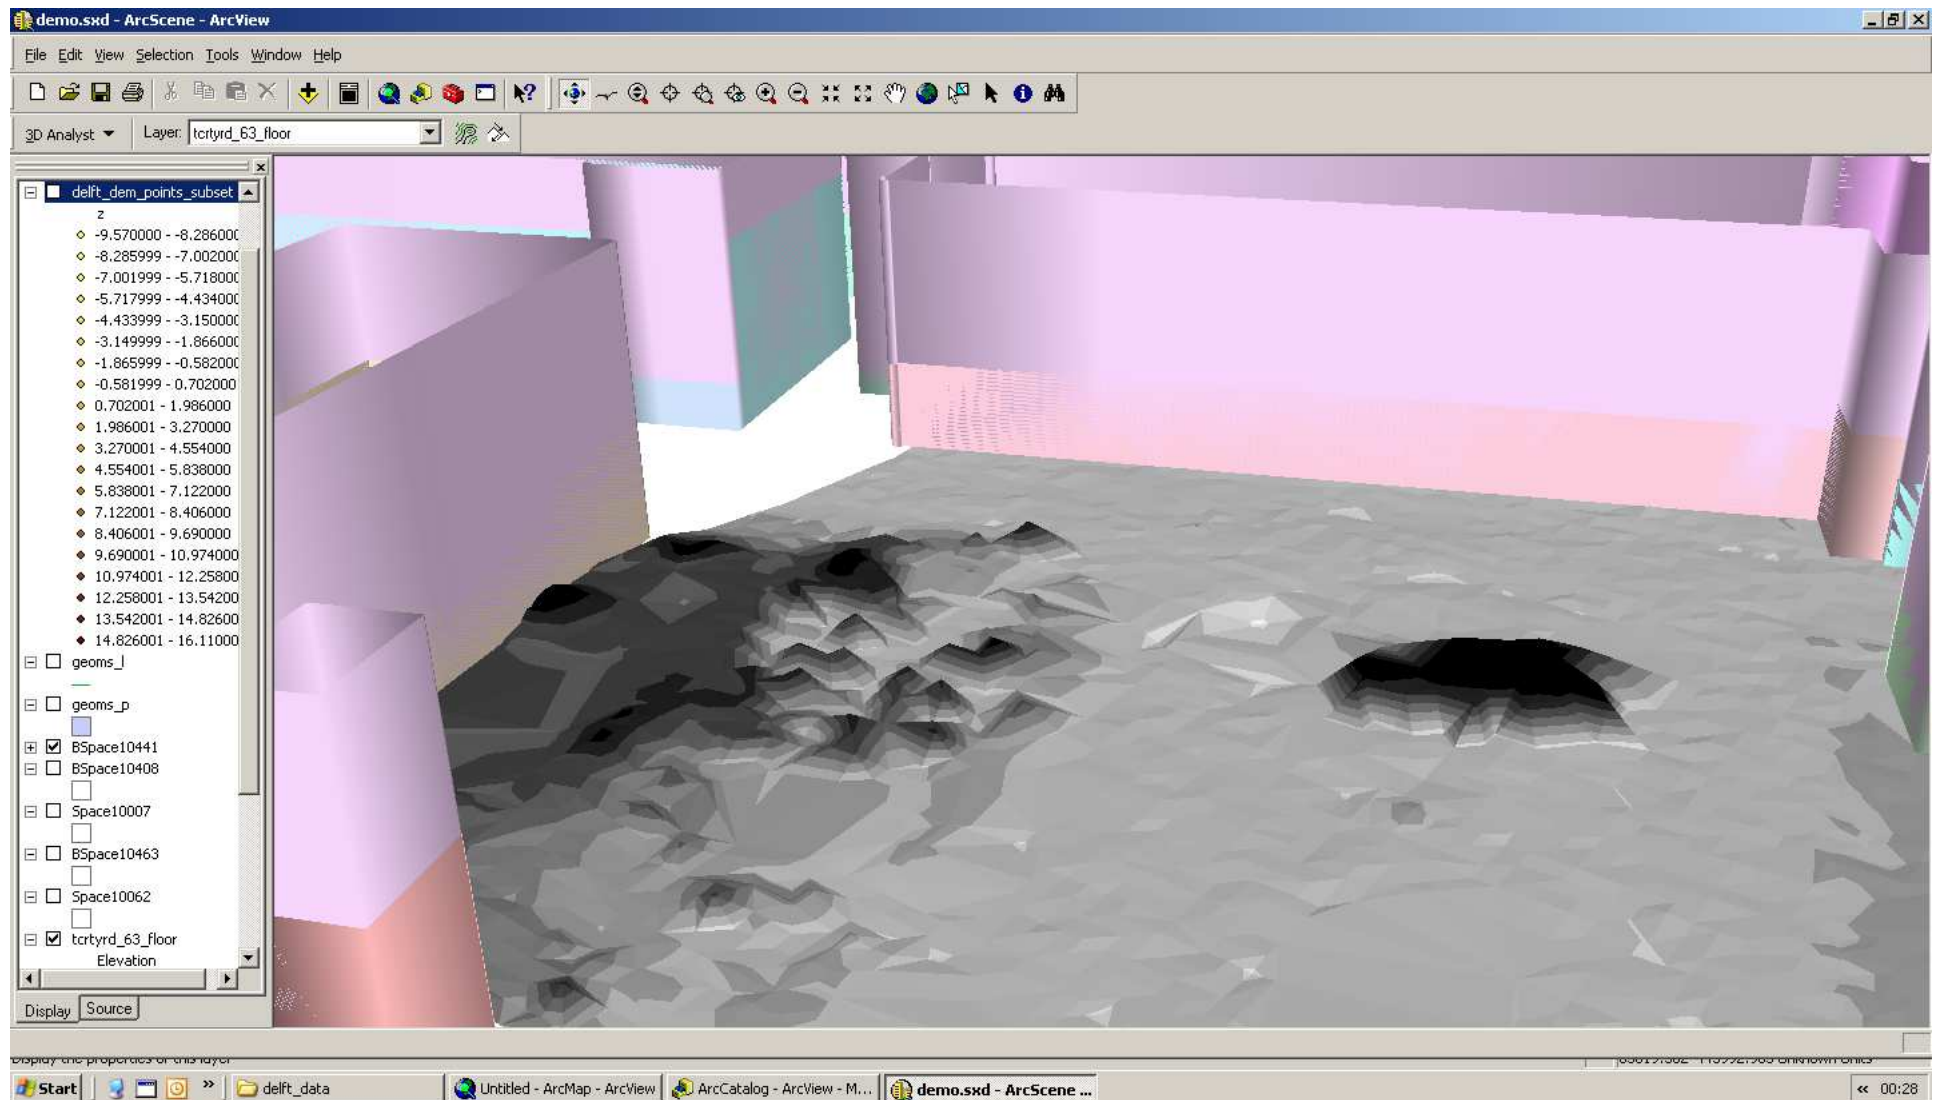 demo.sxd - ArcScene - ArcView
File Edit View Selection Tools Window Help
3D Analyst Layer: tcrtyrd_63_floor
delft_dem_points_subset
z
-9.570000 - -8.286000
-8.285999 - -7.002000
-7.001999 - -5.718000
-5.717999 - -4.434000
-4.433999 - -3.150000
-3.149999 - -1.866000
-1.865999 - -0.582000
-0.581999 - 0.702000
0.702001 - 1.986000
1.986001 - 3.270000
3.270001 - 4.554000
4.554001 - 5.838000
5.838001 - 7.122000
7.122001 - 8.406000
8.406001 - 9.690000
9.690001 - 10.974000
10.974001 - 12.25800
12.258001 - 13.54200
13.542001 - 14.82600
14.826001 - 16.11000
geoms_l
geoms_p
BSpace10441
BSpace10408
Space10007
BSpace10463
Space10062
tcrtyrd_63_floor
Elevation
Display Source
Display the properties of this layer
Start delft_data Untitled - ArcMap - ArcView ArcCatalog - ArcView - M... demo.sxd - ArcScene ... 00:28